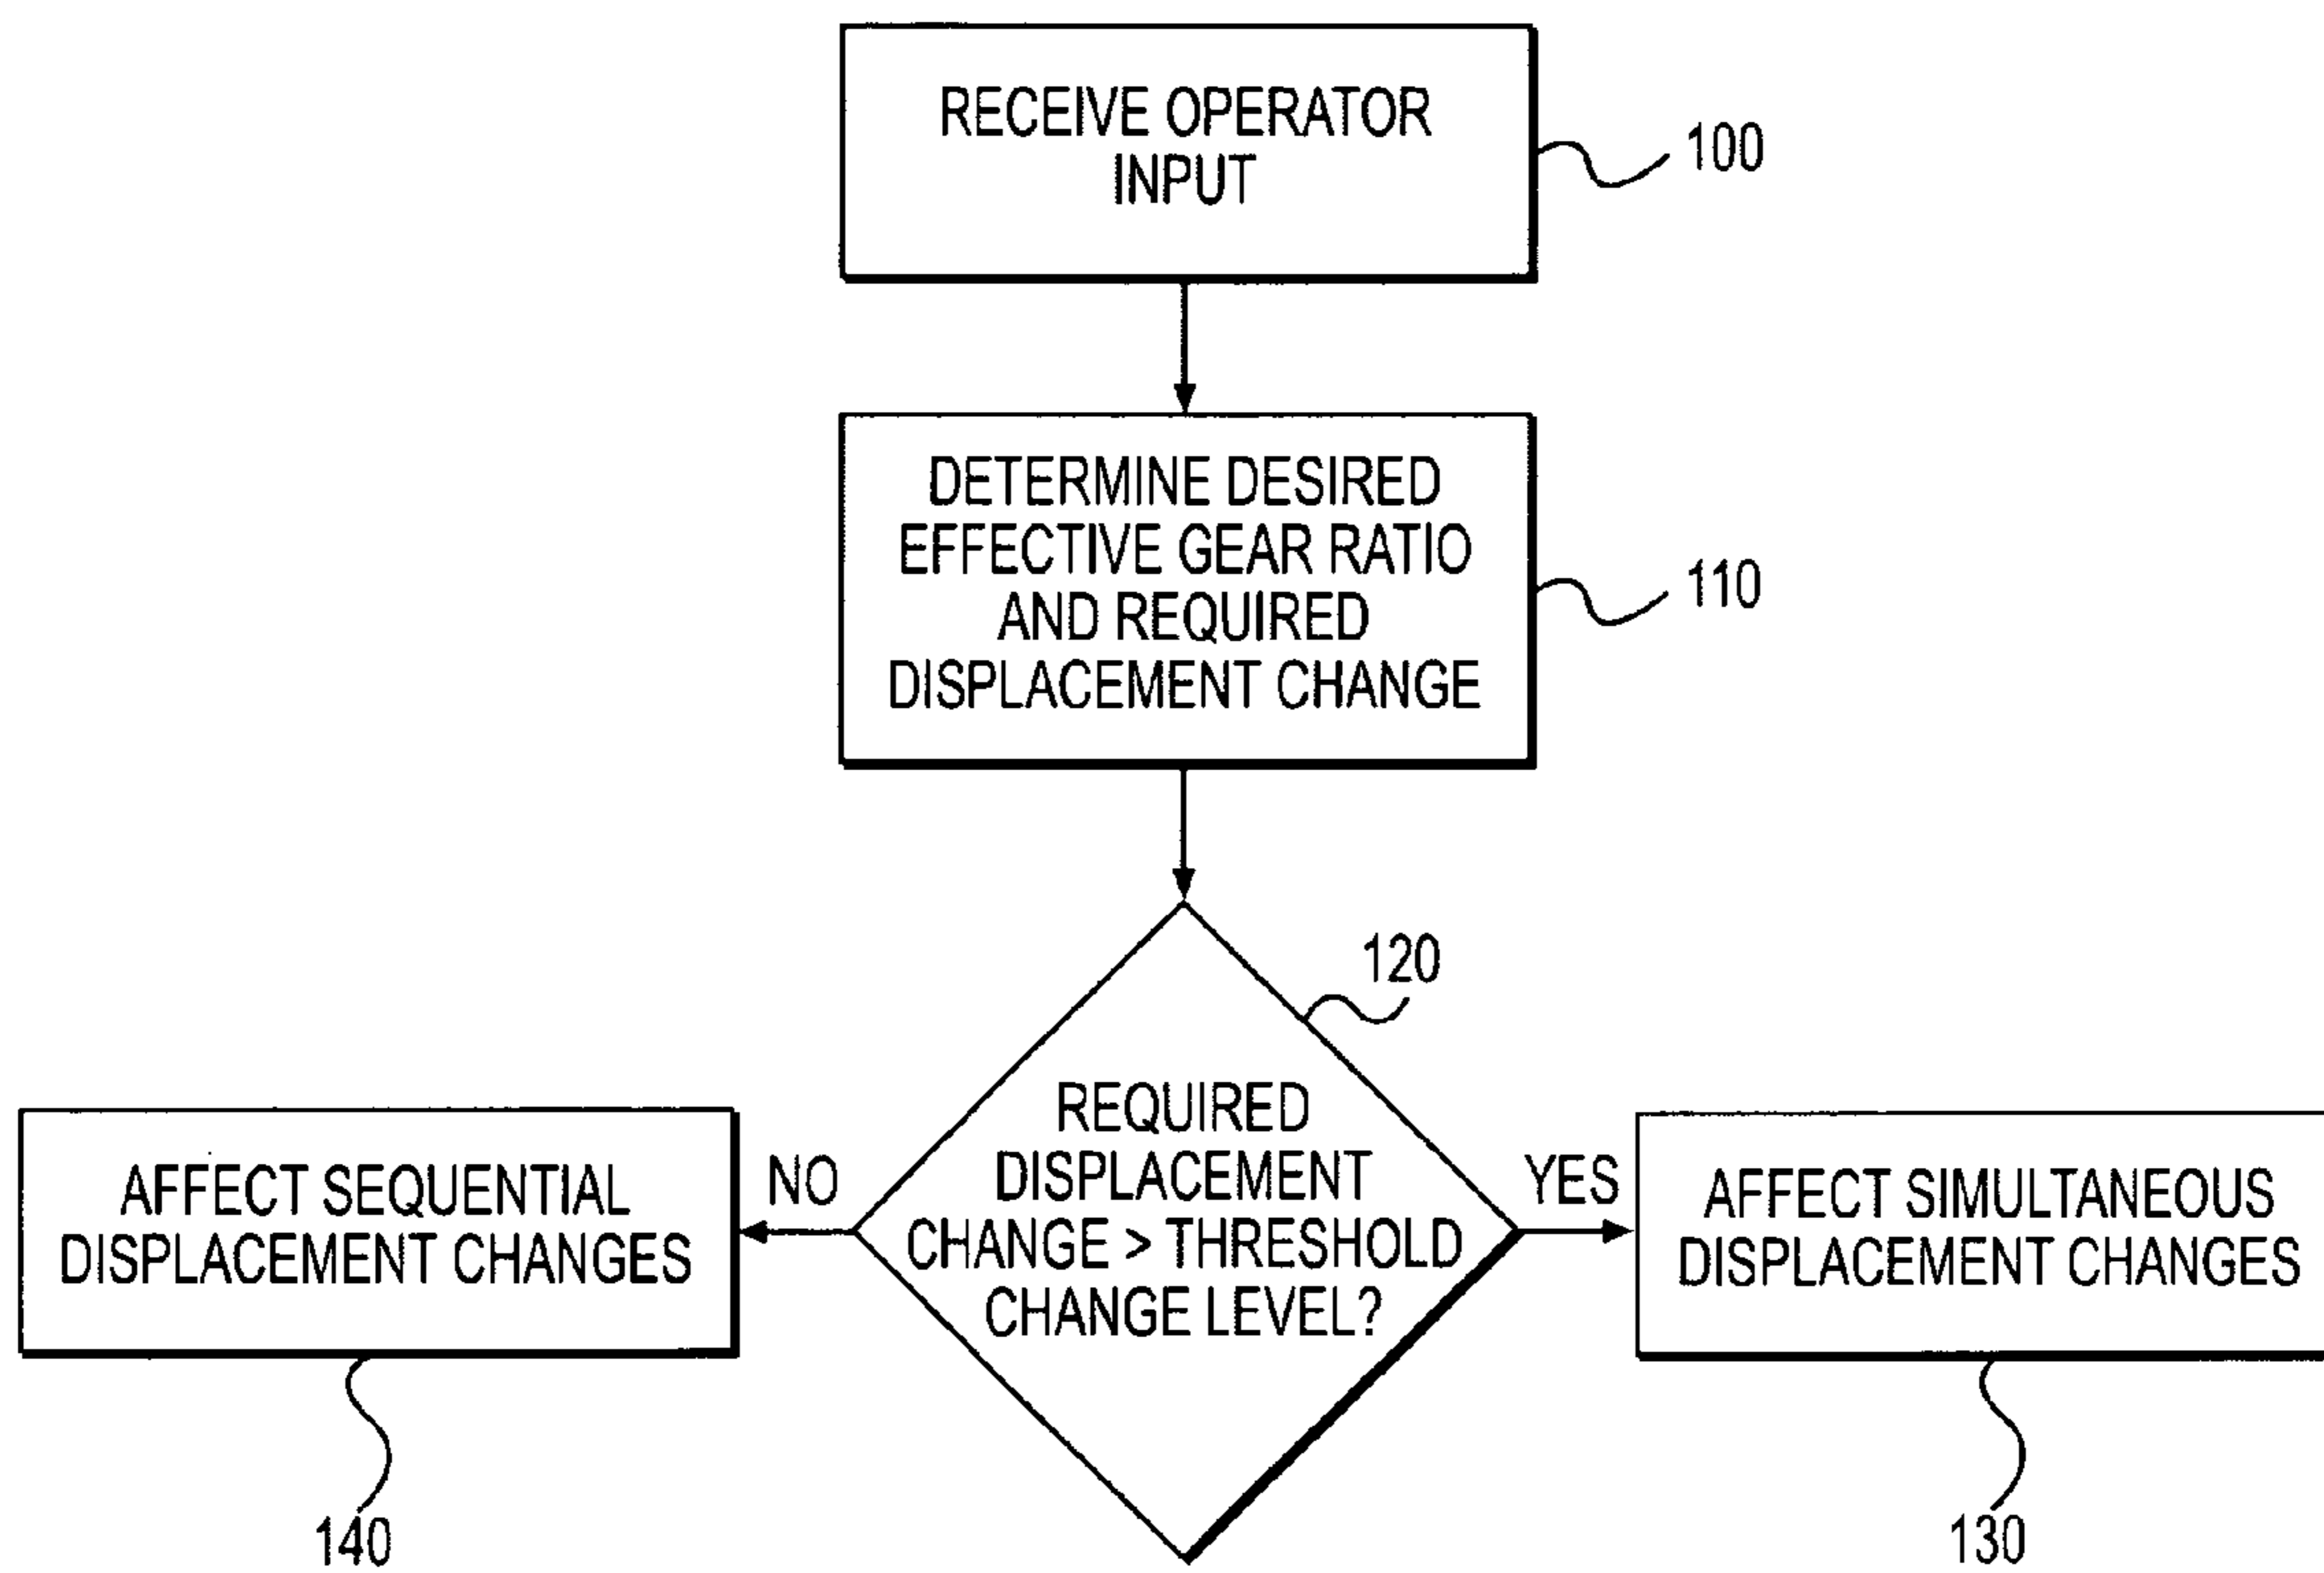 RECEIVE OPERATOR
INPUT
100
DETERMINE DESIRED
EFFECTIVE GEAR RATIO
AND REQUIRED
DISPLACEMENT CHANGE
110
120
REQUIRED
DISPLACEMENT
CHANGE > THRESHOLD
CHANGE LEVEL?
NO
YES
AFFECT SEQUENTIAL
DISPLACEMENT CHANGES
AFFECT SIMULTANEOUS
DISPLACEMENT CHANGES
140
130